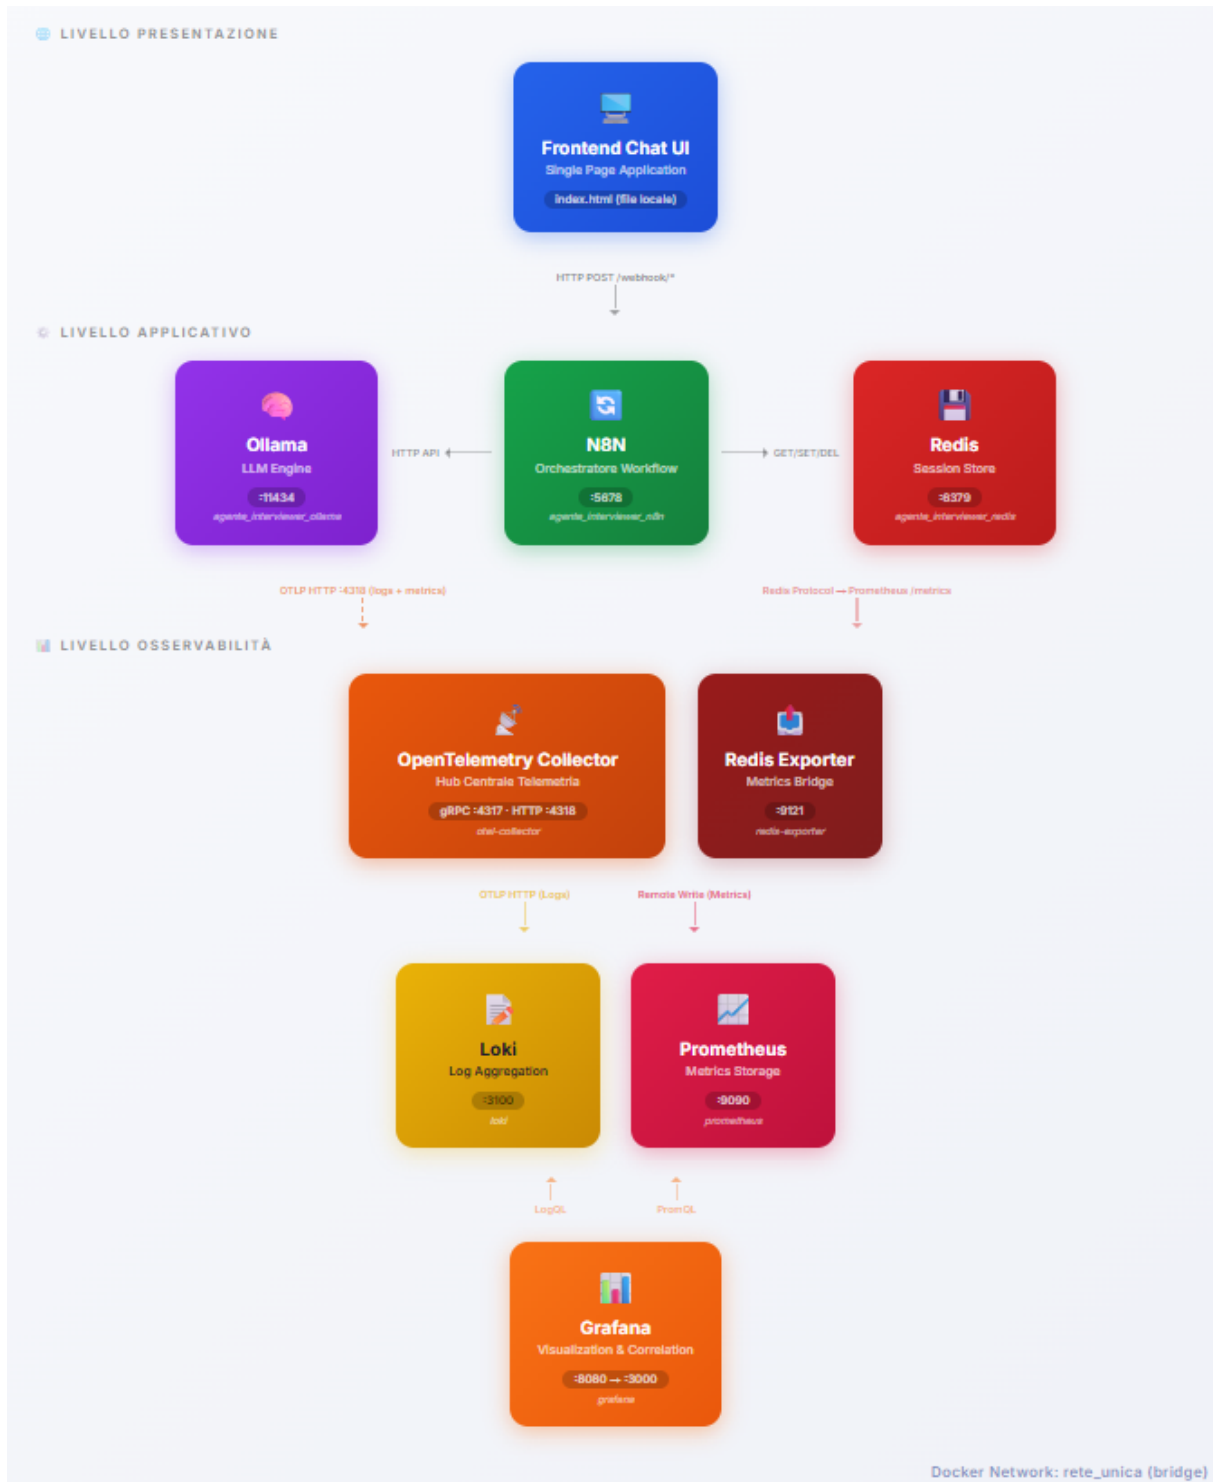 LIVELLO PRESENTAZIONE
Frontend Chat UI
Single Page Application
index.html (file locale)
HTTP POST /webhook/*
LIVELLO APPLICATIVO
Ollama
LLM Engine
:11434
agente_interviewer_ollama
HTTP API
N8N
Orchestratore Workflow
:5678
agente_interviewer_n8n
GET/SET/DEL
Redis
Session Store
:6379
agente_interviewer_redis
OTLP HTTP :4318 (logs + metrics)
Redis Protocol → Prometheus /metrics
LIVELLO OSSERVABILITÀ
OpenTelemetry Collector
Hub Centrale Telemetria
gRPC :4317 · HTTP :4318
otel-collector
Redis Exporter
Metrics Bridge
:9121
redis-exporter
OTLP HTTP (Logs)
Remote Write (Metrics)
Loki
Log Aggregation
:3100
loki
Prometheus
Metrics Storage
:9090
prometheus
LogQL
PromQL
Grafana
Visualization & Correlation
:8080 → :3000
grafana
Docker Network: rete_unica (bridge)